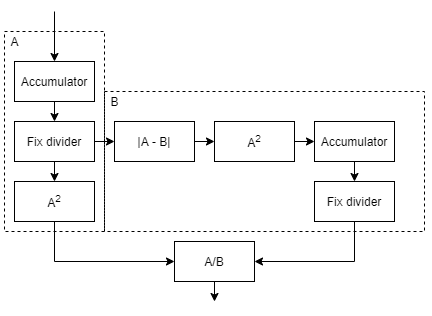 A
Accumulator
B
Fix divider
|A - B|
A²
Accumulator
A²
Fix divider
A/B